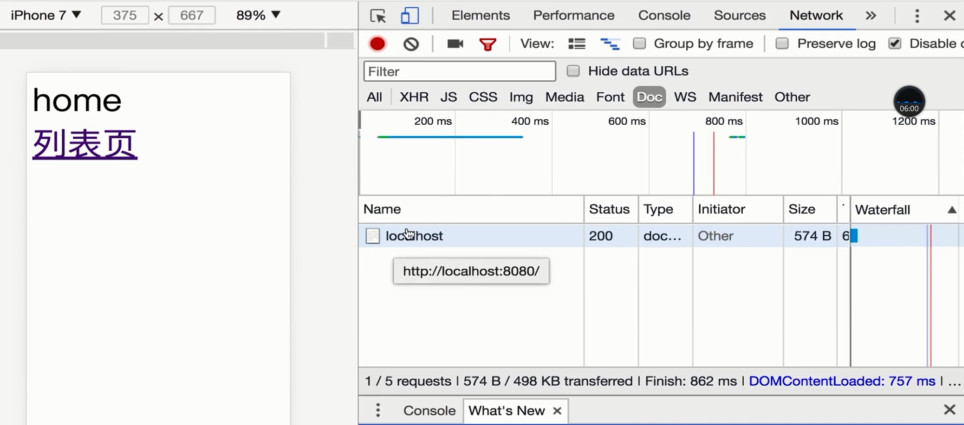 iPhone 7 ▼ 375 × 667 89% ▼
Elements Performance Console Sources Network »
View: Group by frame Preserve log Disable c
Filter Hide data URLs
All XHR JS CSS Img Media Font Doc WS Manifest Other
06:00
200 ms 400 ms 600 ms 800 ms 1000 ms 1200 ms
home
列表页
Name Status Type Initiator Size Waterfall ▲
localhost 200 doc... Other 574 B 6
http://localhost:8080/
1 / 5 requests | 574 B / 498 KB transferred | Finish: 862 ms | DOMContentLoaded: 757 ms | ...
Console What's New ×